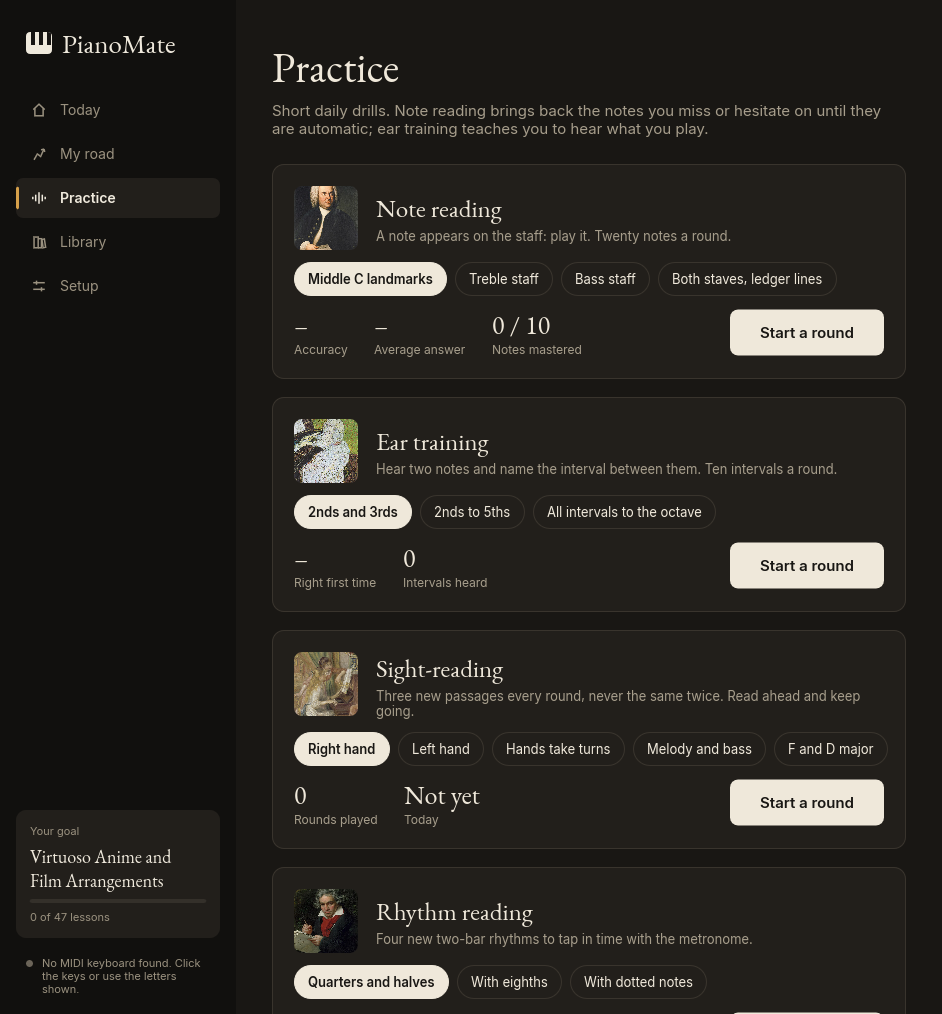 PianoMate
Today
My road
Practice
Library
Setup
Your goal
Virtuoso Anime and
Film Arrangements
0 of 47 lessons
No MIDI keyboard found. Click
the keys or use the letters
shown.
Practice
Short daily drills. Note reading brings back the notes you miss or hesitate on until they
are automatic; ear training teaches you to hear what you play.
Note reading
A note appears on the staff: play it. Twenty notes a round.
Middle C landmarks Treble staff Bass staff Both staves, ledger lines
– – 0 / 10
Accuracy Average answer Notes mastered
Start a round
Ear training
Hear two notes and name the interval between them. Ten intervals a round.
2nds and 3rds 2nds to 5ths All intervals to the octave
– 0
Right first time Intervals heard
Start a round
Sight-reading
Three new passages every round, never the same twice. Read ahead and keep
going.
Right hand Left hand Hands take turns Melody and bass F and D major
0 Not yet
Rounds played Today
Start a round
Rhythm reading
Four new two-bar rhythms to tap in time with the metronome.
Quarters and halves With eighths With dotted notes